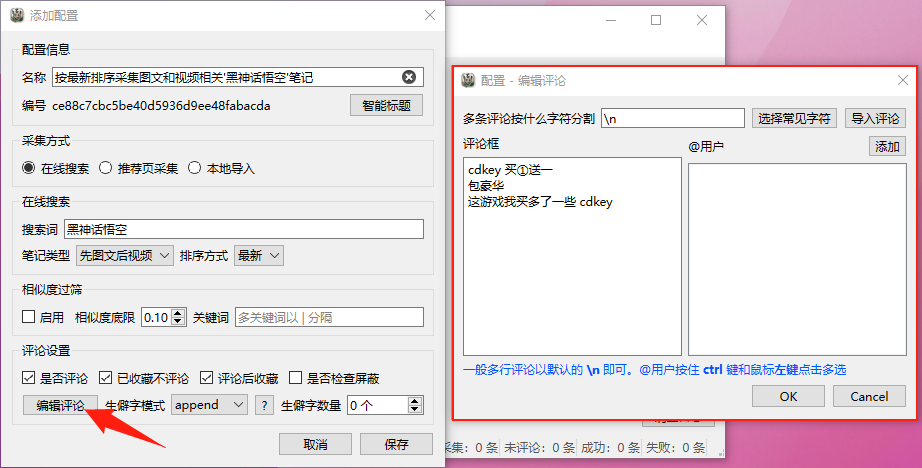 添加配置
配置信息
名称 按最新排序采集图文和视频相关'黑神话悟空'笔记
编号 ce88c7cbc5be40d5936d9ee48fabacda 智能标题
采集方式
在线搜索 推荐页采集 本地导入
在线搜索
搜索词 黑神话悟空
笔记类型 先图文后视频 排序方式 最新
相似度过筛
启用 相似度底限 0.10 关键词 多关键词以 | 分隔
评论设置
是否评论 已收藏不评论 评论后收藏 是否检查屏蔽
编辑评论 生僻字模式 append ? 生僻字数量 0 个
取消 保存
配置 - 编辑评论
多条评论按什么字符分割 \n 选择常见字符 导入评论
评论框 @用户 添加
cdkey 买①送一
包豪华
这游戏我买多了一些 cdkey
一般多行评论以默认的 \n 即可。@用户按住 ctrl 键和鼠标左键点击多选
OK Cancel
采集: 0 条 未评论: 0 条 成功: 0 条 失败: 0 条